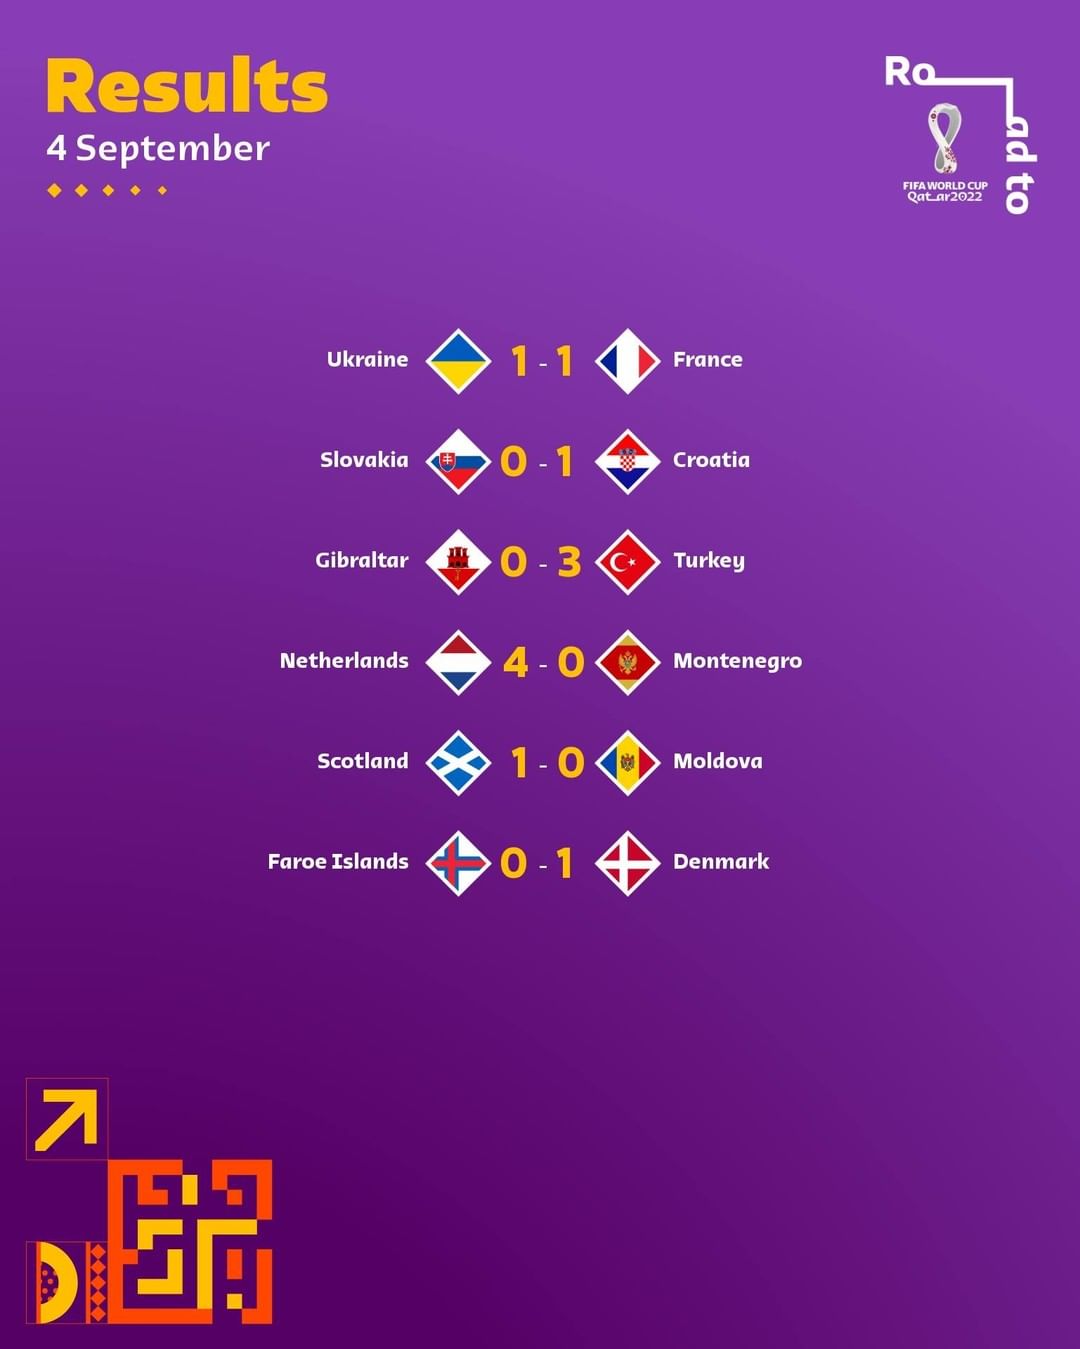 Results
4 September
Road to
FIFA WORLD CUP
Qatar2022
Ukraine 1 - 1 France
Slovakia 0 - 1 Croatia
Gibraltar 0 - 3 Turkey
Netherlands 4 - 0 Montenegro
Scotland 1 - 0 Moldova
Faroe Islands 0 - 1 Denmark